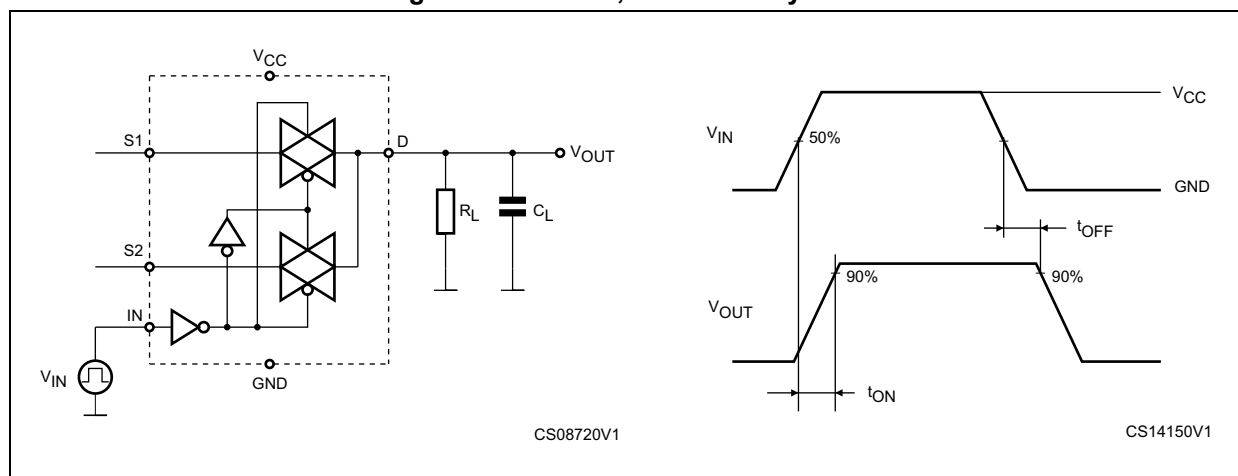 VCC
S1
D
VOUT
RL
CL
S2
IN
VIN
GND
CS08720V1
VCC
VIN
50%
GND
tOFF
90%
90%
VOUT
tON
CS14150V1